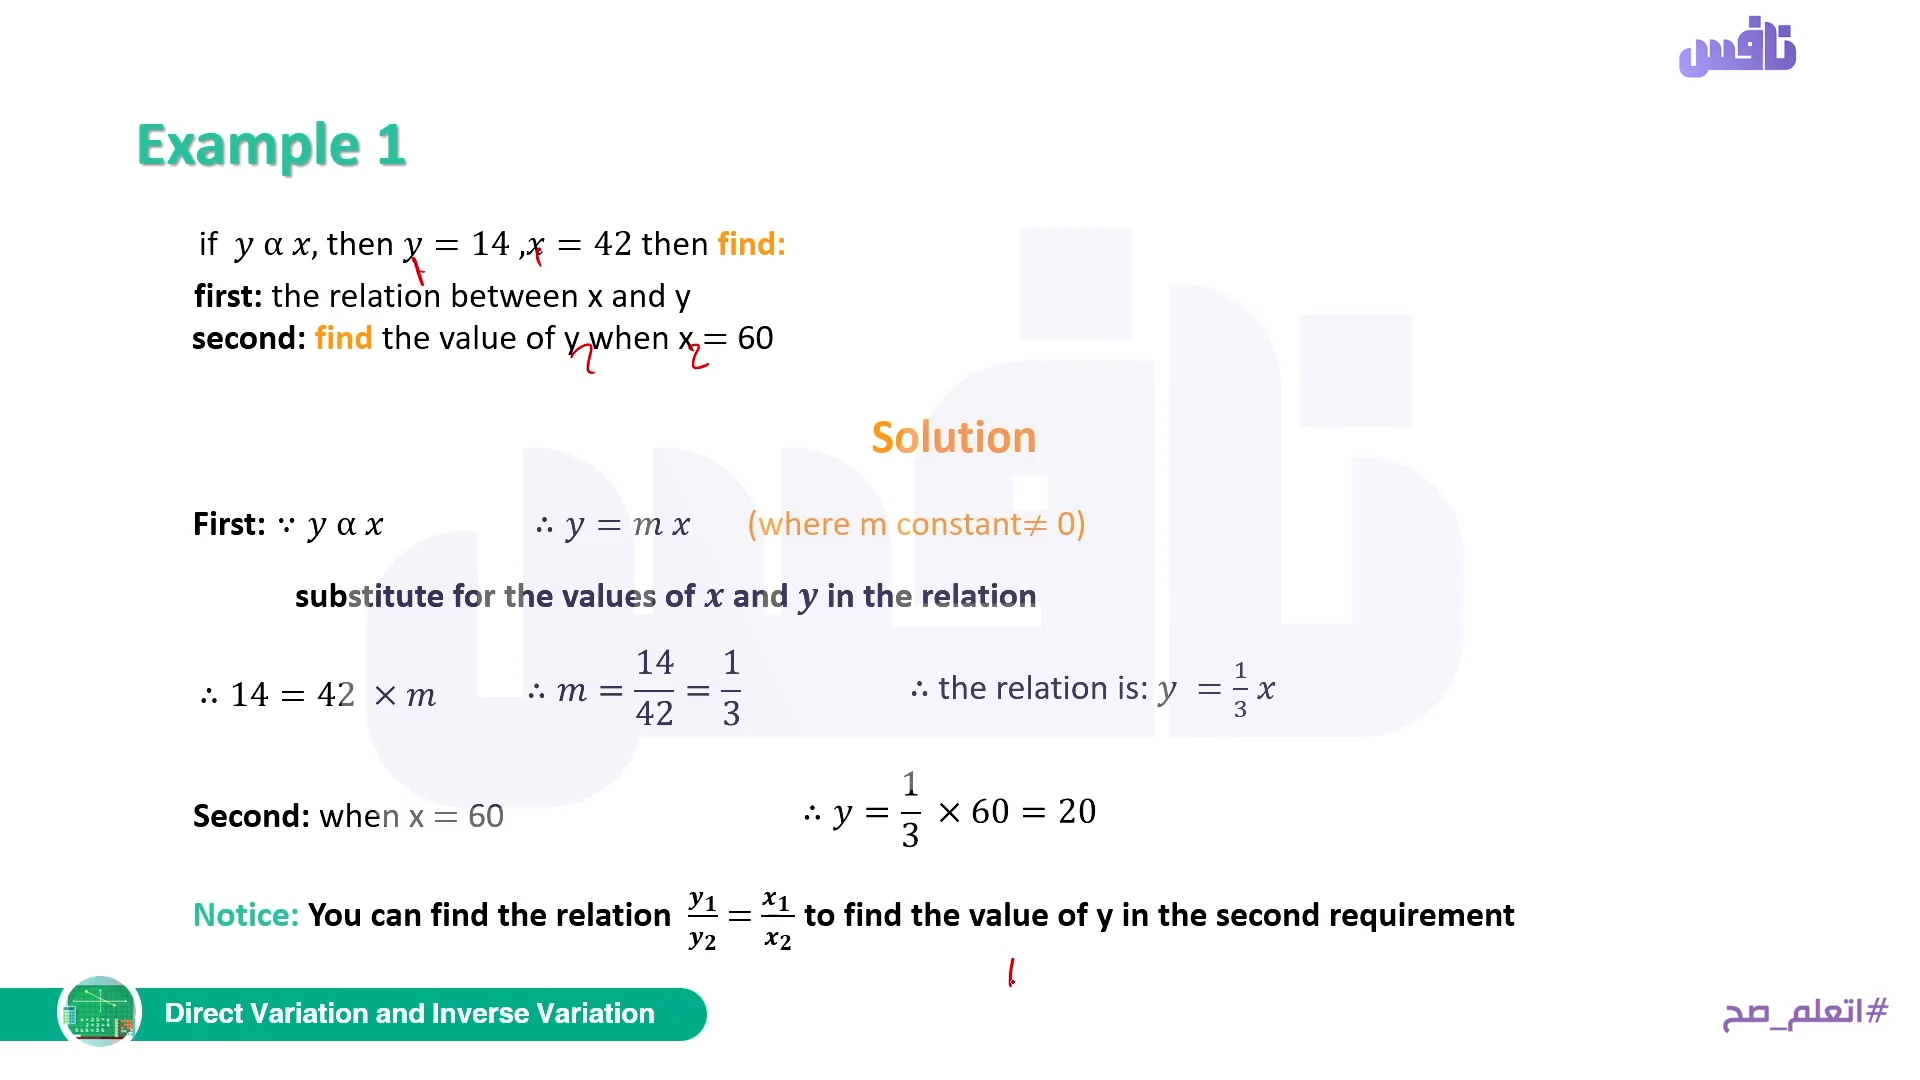 نافس
Example 1
if y α x, then y = 14 ,x = 42 then find:
first: the relation between x and y
second: find the value of y when x = 60
Solution
First: ∵ y α x ∴ y = m x (where m constant≠ 0)
substitute for the values of x and y in the relation
∴ 14 = 42 × m ∴ m = 14/42 = 1/3 ∴ the relation is: y = 1/3 x
Second: when x = 60 ∴ y = 1/3 × 60 = 20
Notice: You can find the relation y₁/y₂ = x₁/x₂ to find the value of y in the second requirement
Direct Variation and Inverse Variation
#اتعلم_صح